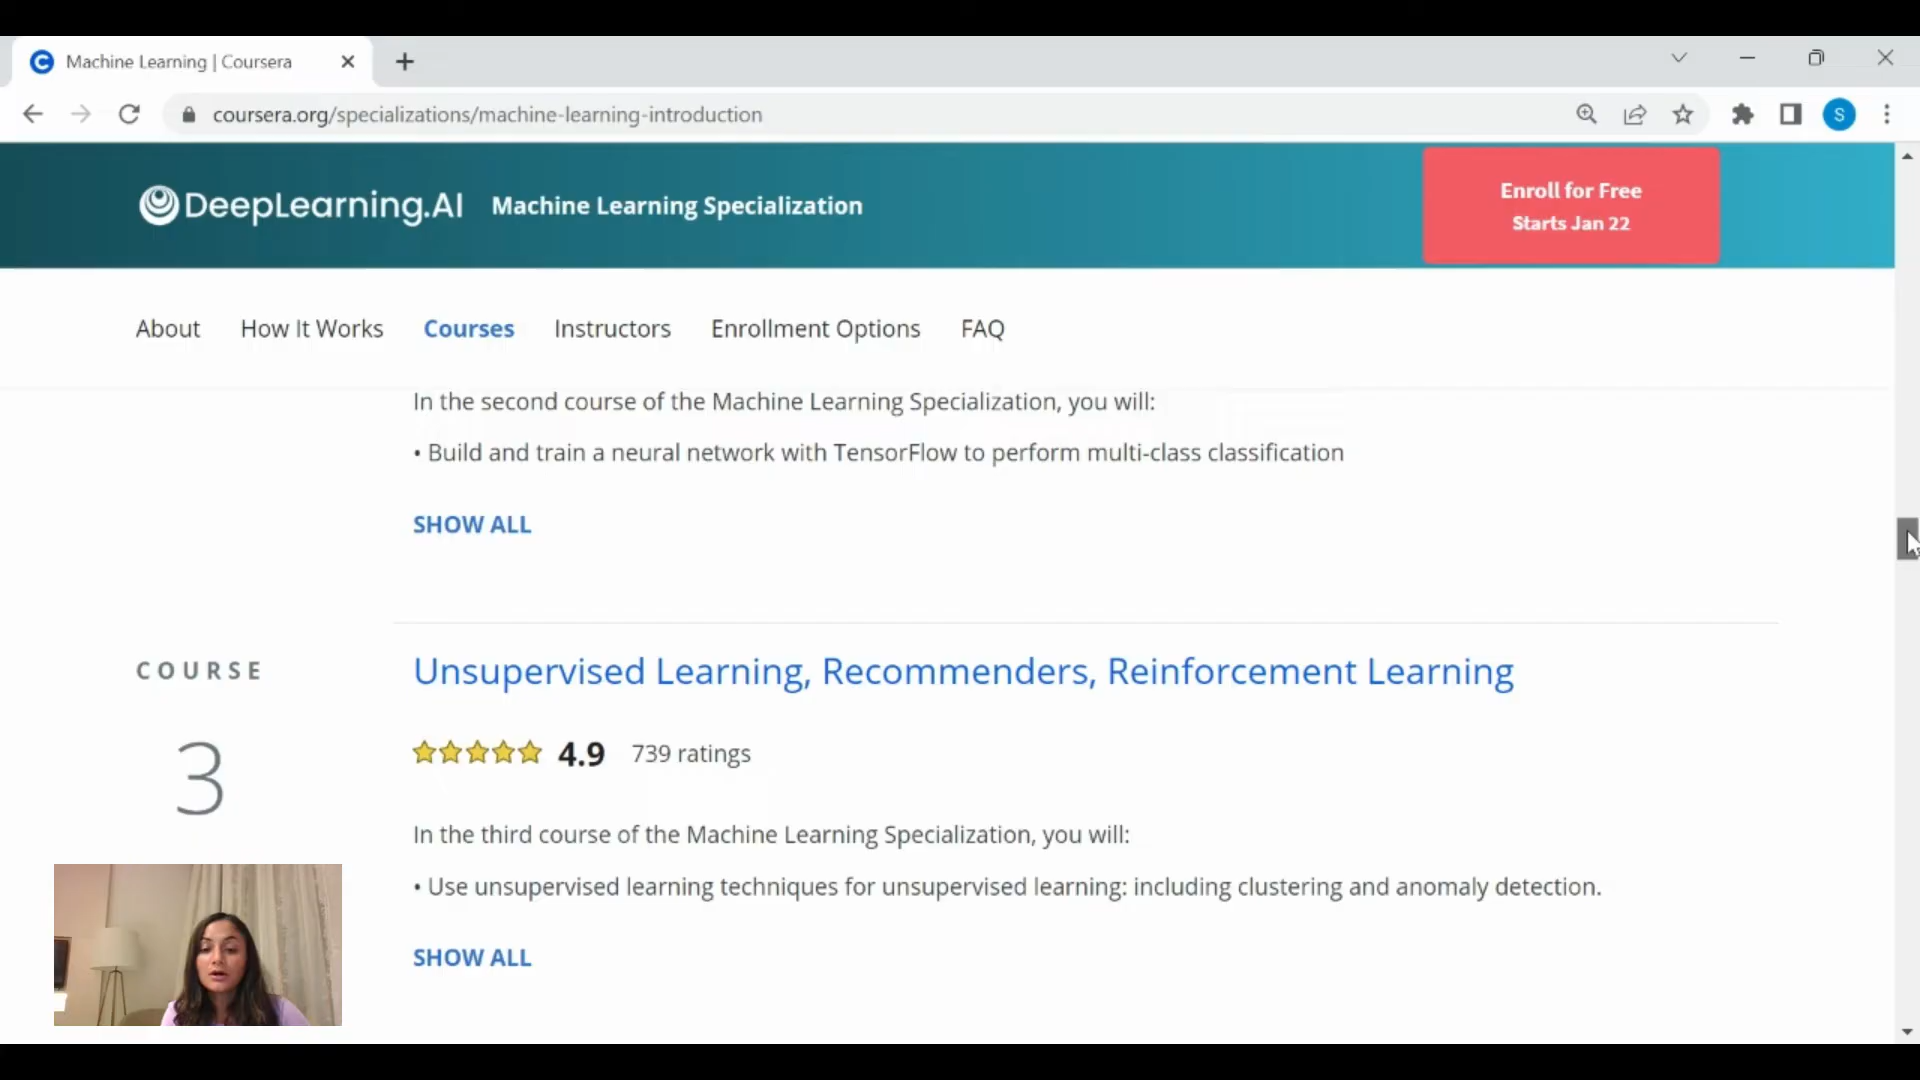 Machine Learning | Coursera
coursera.org/specializations/machine-learning-introduction
S
DeepLearning.AI Machine Learning Specialization
Enroll for Free
Starts Jan 22
About How It Works Courses Instructors Enrollment Options FAQ
In the second course of the Machine Learning Specialization, you will:
• Build and train a neural network with TensorFlow to perform multi-class classification
SHOW ALL
COURSE
3
Unsupervised Learning, Recommenders, Reinforcement Learning
4.9 739 ratings
In the third course of the Machine Learning Specialization, you will:
• Use unsupervised learning techniques for unsupervised learning: including clustering and anomaly detection.
SHOW ALL